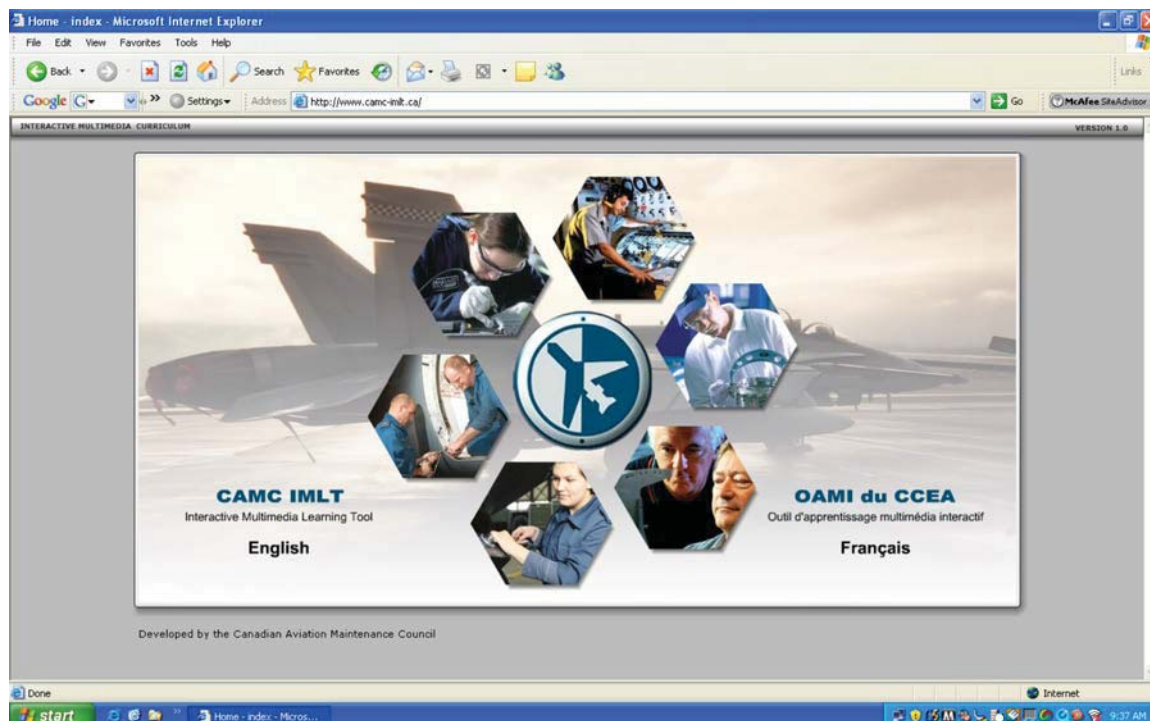 Home - index - Microsoft Internet Explorer
File Edit View Favorites Tools Help
Back Search Favorites Links
Google G Settings Address http://www.camc-imlt.ca/ Go McAfee SiteAdvisor
INTERACTIVE MULTIMEDIA CURRICULUM VERSION 1.0
CAMC IMLT
Interactive Multimedia Learning Tool
English
OAMI du CCEA
Outil d'apprentissage multimédia interactif
Français
Developed by the Canadian Aviation Maintenance Council
Done Internet
start Home - index - Micros... 9:37 AM